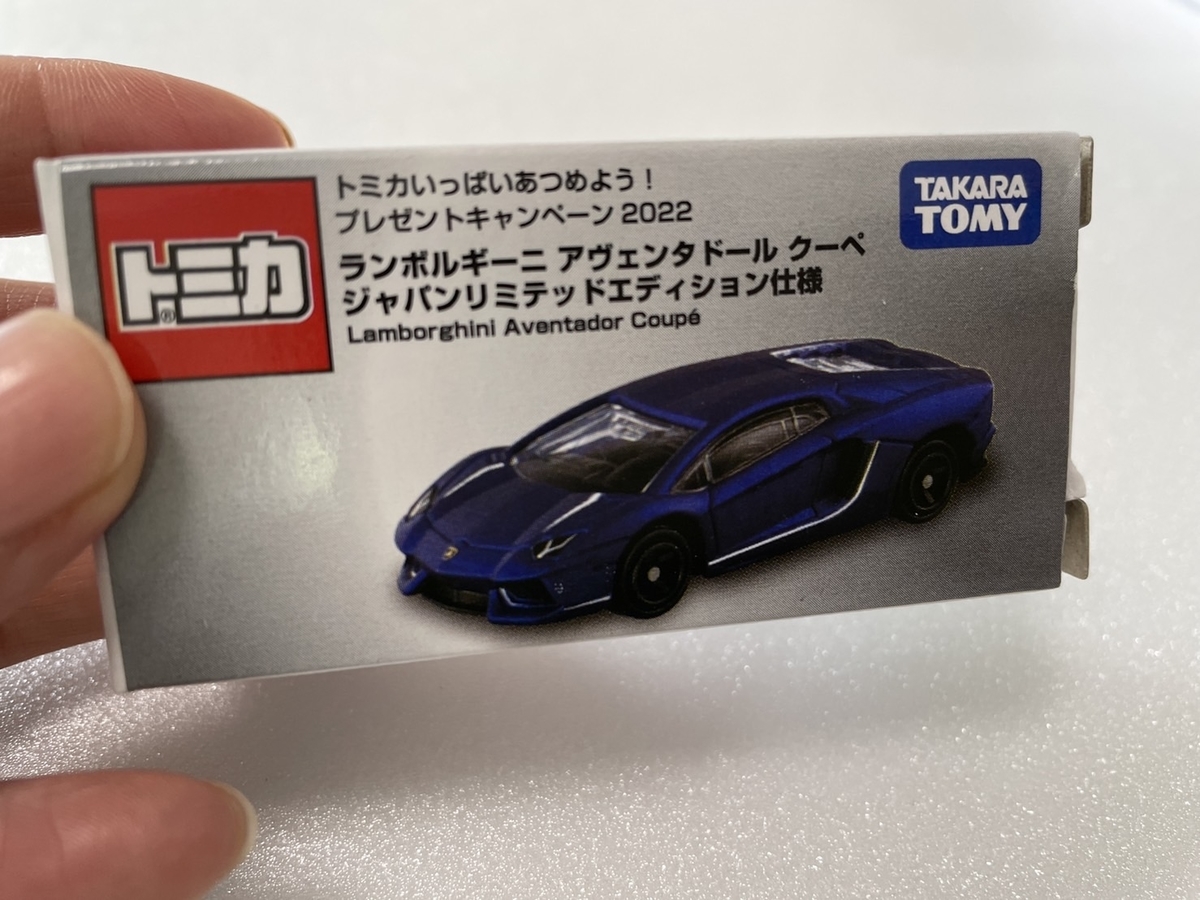 トミカ®
トミカいっぱいあつめよう！
プレゼントキャンペーン 2022
ランボルギーニ アヴェンタドール クーペ
ジャパンリミテッドエディション仕様
Lamborghini Aventador Coupé
TAKARA
TOMY